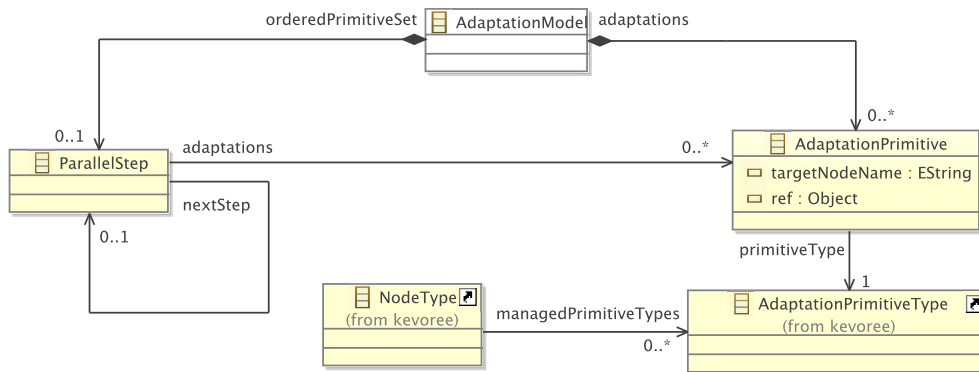 orderedPrimitiveSet
AdaptationModel
adaptations
0..1
0..*
ParallelStep
adaptations
0..*
AdaptationPrimitive
targetNodeName : EString
ref : Object
nextStep
0..1
primitiveType
1
NodeType
(from kevoree)
managedPrimitiveTypes
0..*
AdaptationPrimitiveType
(from kevoree)